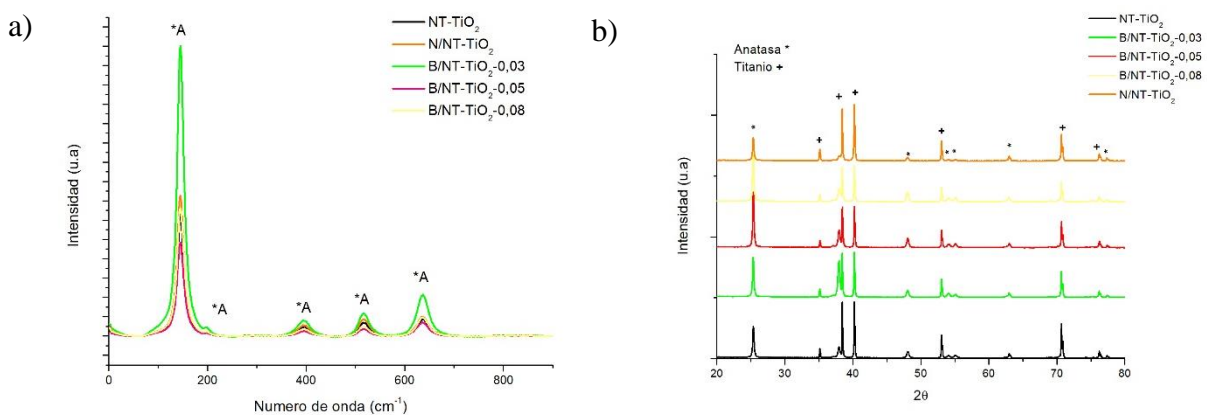 a)
*A
NT-TiO₂
N/NT-TiO₂
B/NT-TiO₂-0,03
B/NT-TiO₂-0,05
B/NT-TiO₂-0,08
*A
*A
*A
*A
Intensidad (u.a)
0 200 400 600 800
Numero de onda (cm⁻¹)
b)
NT-TiO₂
B/NT-TiO₂-0,03
B/NT-TiO₂-0,05
B/NT-TiO₂-0,08
N/NT-TiO₂
Anatasa *
Titanio +
* + + + * + * * * + + *
Intensidad (u.a)
20 30 40 50 60 70 80
2θ